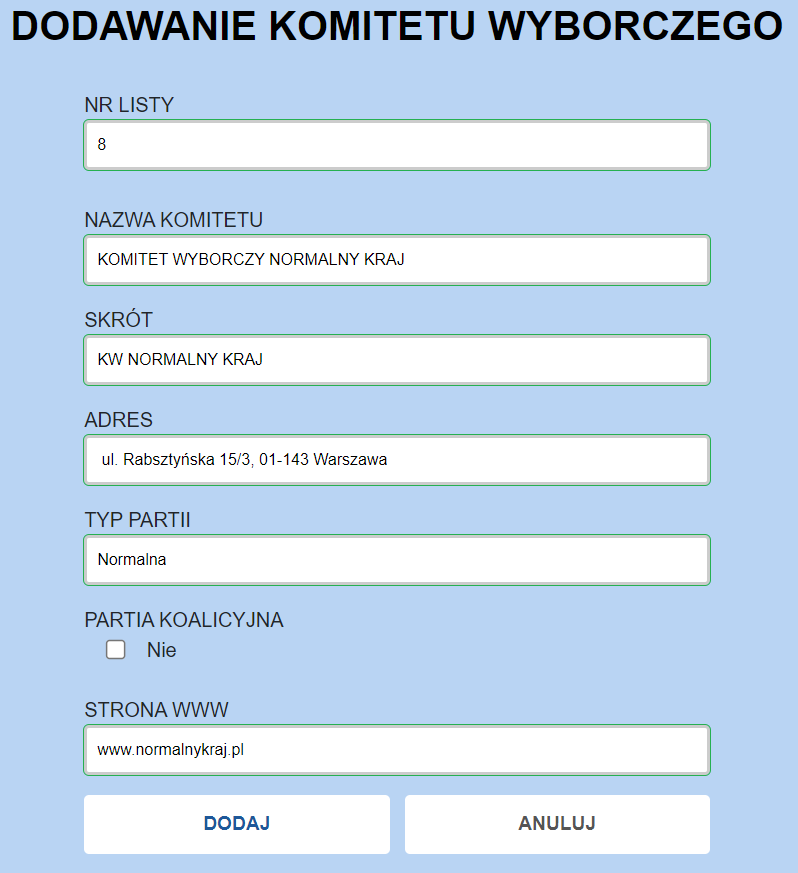 DODAWANIE KOMITETU WYBORCZEGO
NR LISTY
8
NAZWA KOMITETU
KOMITET WYBORCZY NORMALNY KRAJ
SKRÓT
KW NORMALNY KRAJ
ADRES
ul. Rabsztyńska 15/3, 01-143 Warszawa
TYP PARTII
Normalna
PARTIA KOALICYJNA
Nie
STRONA WWW
www.normalnykraj.pl
DODAJ ANULUJ